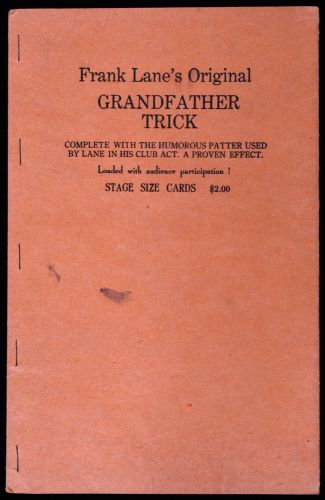 Frank Lane's Original
GRANDFATHER
TRICK
COMPLETE WITH THE HUMOROUS PATTER USED
BY LANE IN HIS CLUB ACT. A PROVEN EFFECT.
Loaded with audience participation !
STAGE SIZE CARDS $2.00